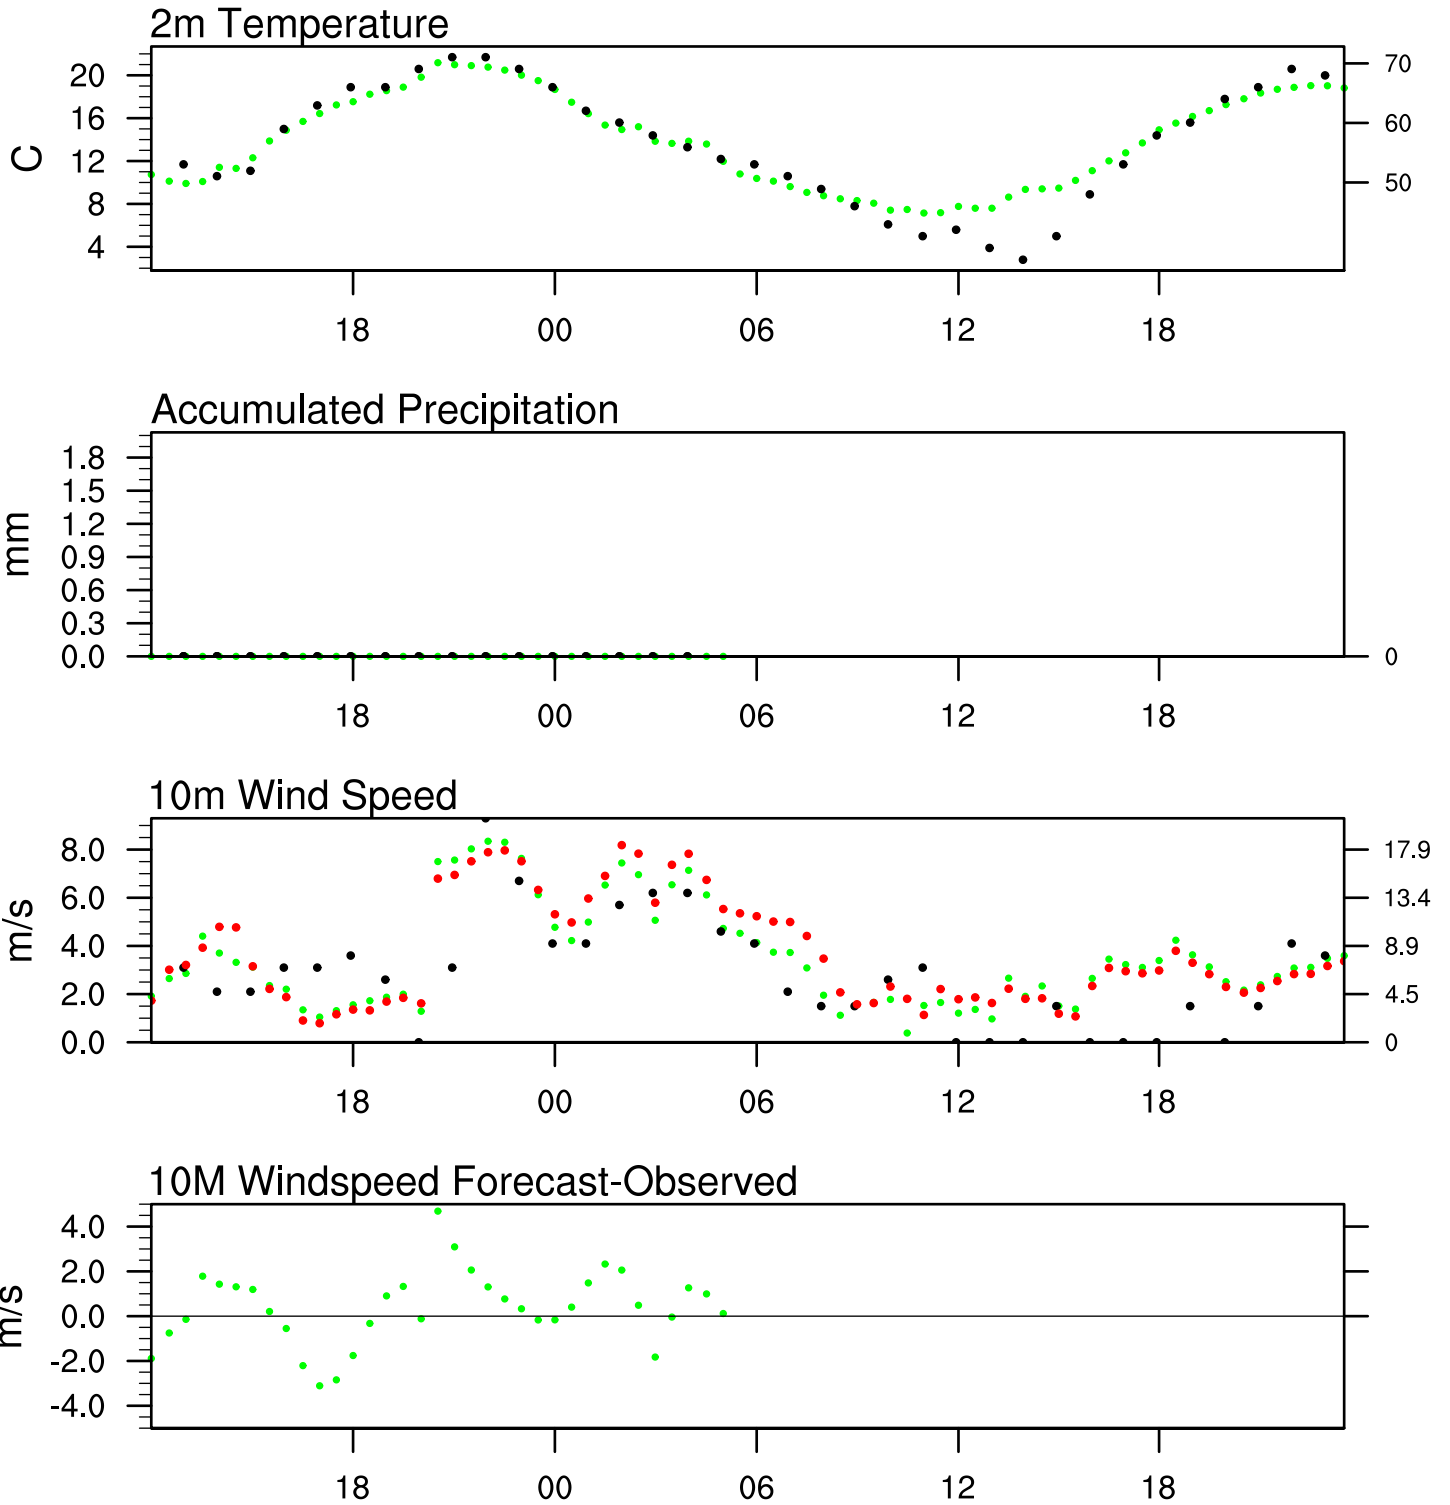 2m Temperature
20
16
12
8
4
C
70
60
50
18 00 06 12 18
Accumulated Precipitation
1.8
1.5
1.2
0.9
0.6
0.3
0.0
mm
0
18 00 06 12 18
10m Wind Speed
8.0
6.0
4.0
2.0
0.0
m/s
17.9
13.4
8.9
4.5
0
18 00 06 12 18
10M Windspeed Forecast-Observed
4.0
2.0
0.0
-2.0
-4.0
m/s
18 00 06 12 18